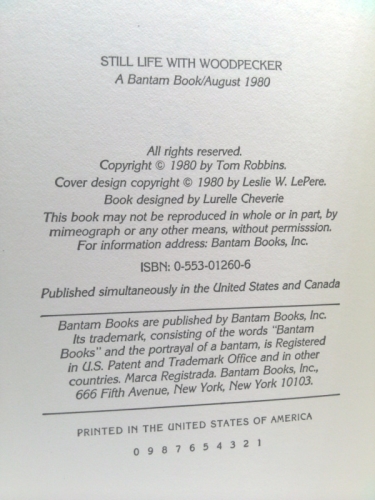 STILL LIFE WITH WOODPECKER
A Bantam Book/August 1980
All rights reserved.
Copyright © 1980 by Tom Robbins.
Cover design copyright © 1980 by Leslie W. LePere.
Book designed by Lurelle Cheverie
This book may not be reproduced in whole or in part, by
mimeograph or any other means, without permisssion.
For information address: Bantam Books, Inc.
ISBN: 0-553-01260-6
Published simultaneously in the United States and Canada
Bantam Books are published by Bantam Books, Inc.
Its trademark, consisting of the words "Bantam
Books" and the portrayal of a bantam, is Registered
in U.S. Patent and Trademark Office and in other
countries. Marca Registrada. Bantam Books, Inc.,
666 Fifth Avenue, New York, New York 10103.
PRINTED IN THE UNITED STATES OF AMERICA
0 9 8 7 6 5 4 3 2 1